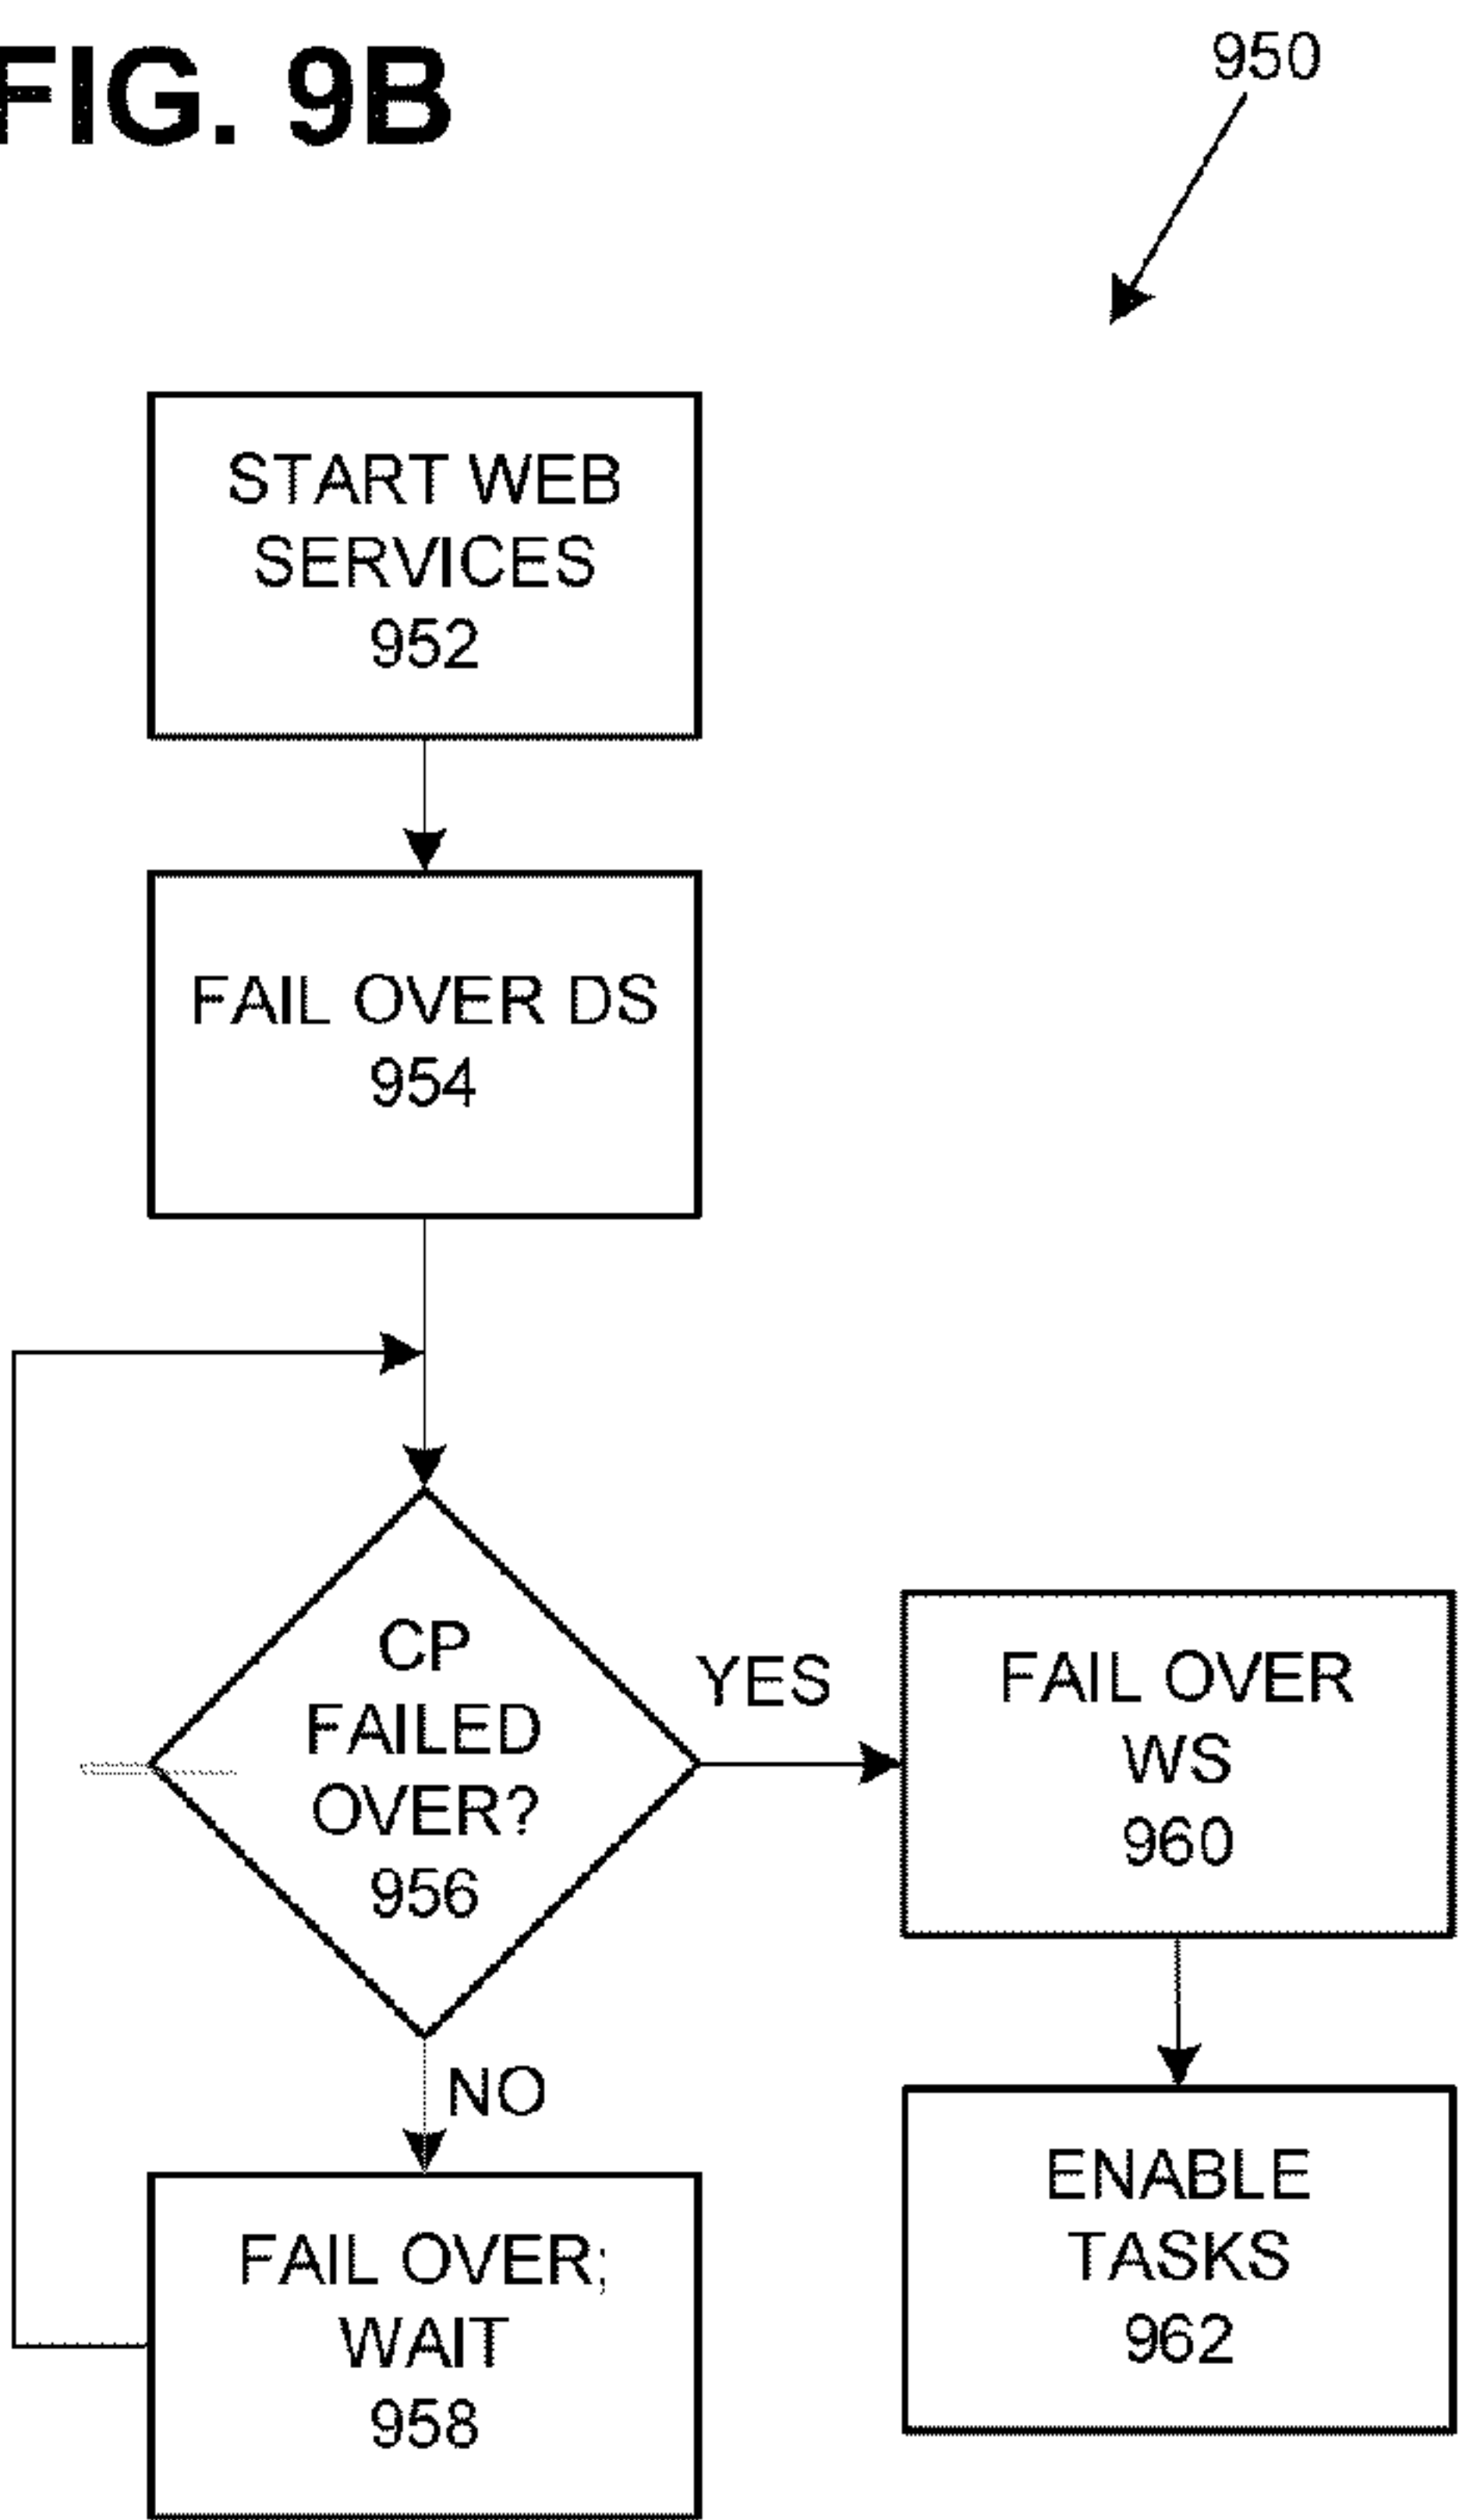 FIG. 9B
950
START WEB
SERVICES
952
FAIL OVER DS
954
CP
FAILED
OVER?
956
YES
NO
FAIL OVER;
WAIT
958
FAIL OVER
WS
960
ENABLE
TASKS
962